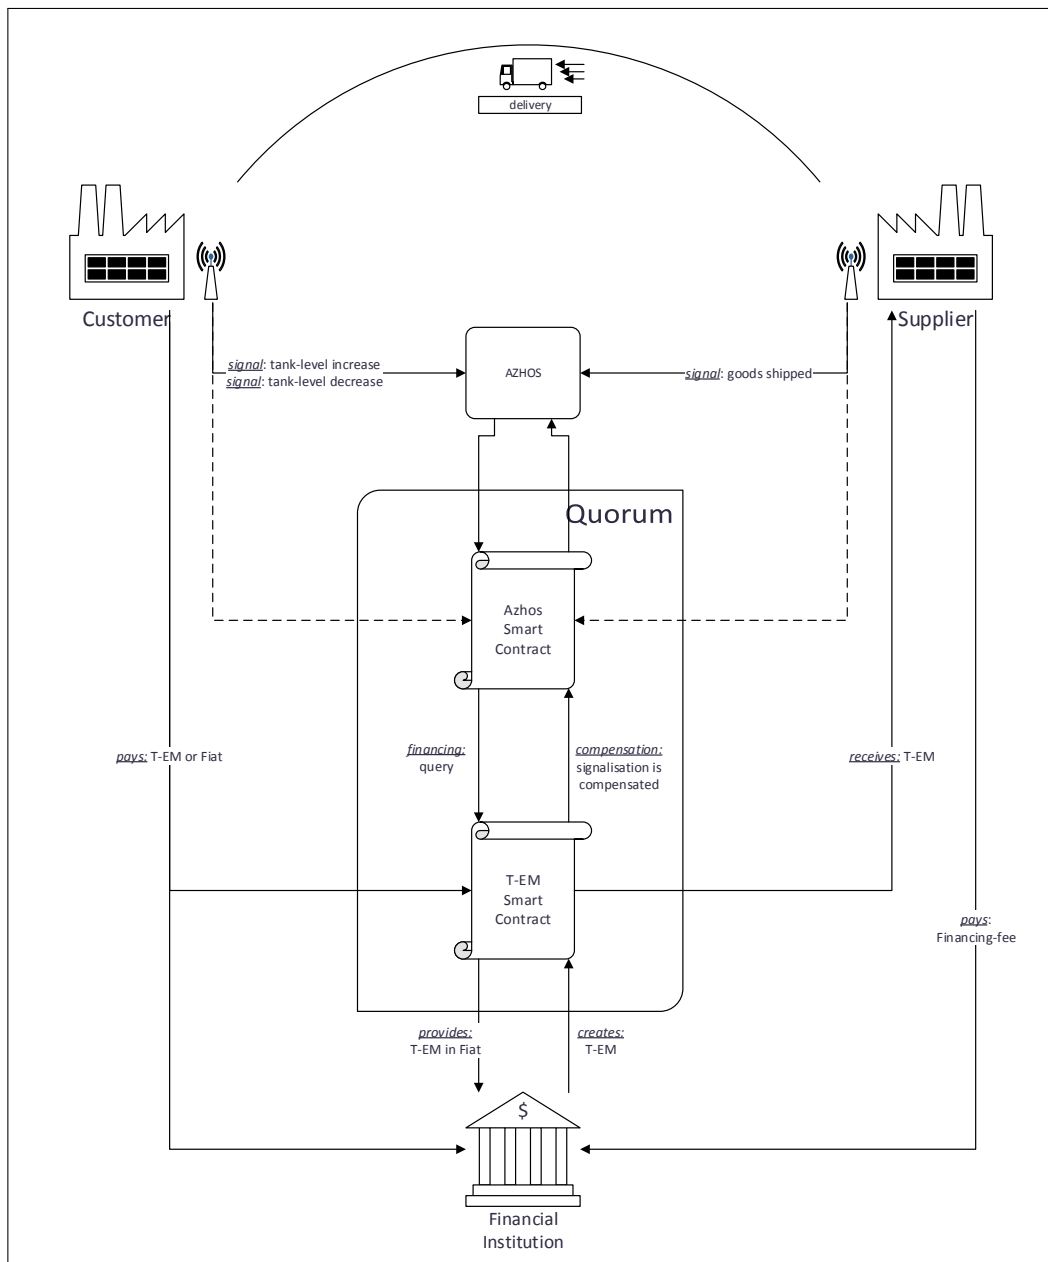 delivery
Customer
Supplier
signal: tank-level increase
signal: tank-level decrease
AZHOS
signal: goods shipped
Quorum
Azhos
Smart
Contract
pays: T-EM or Fiat
financing:
query
compensation:
signalisation is
compensated
receives: T-EM
T-EM
Smart
Contract
pays:
Financing-fee
provides:
T-EM in Fiat
creates:
T-EM
$
Financial
Institution